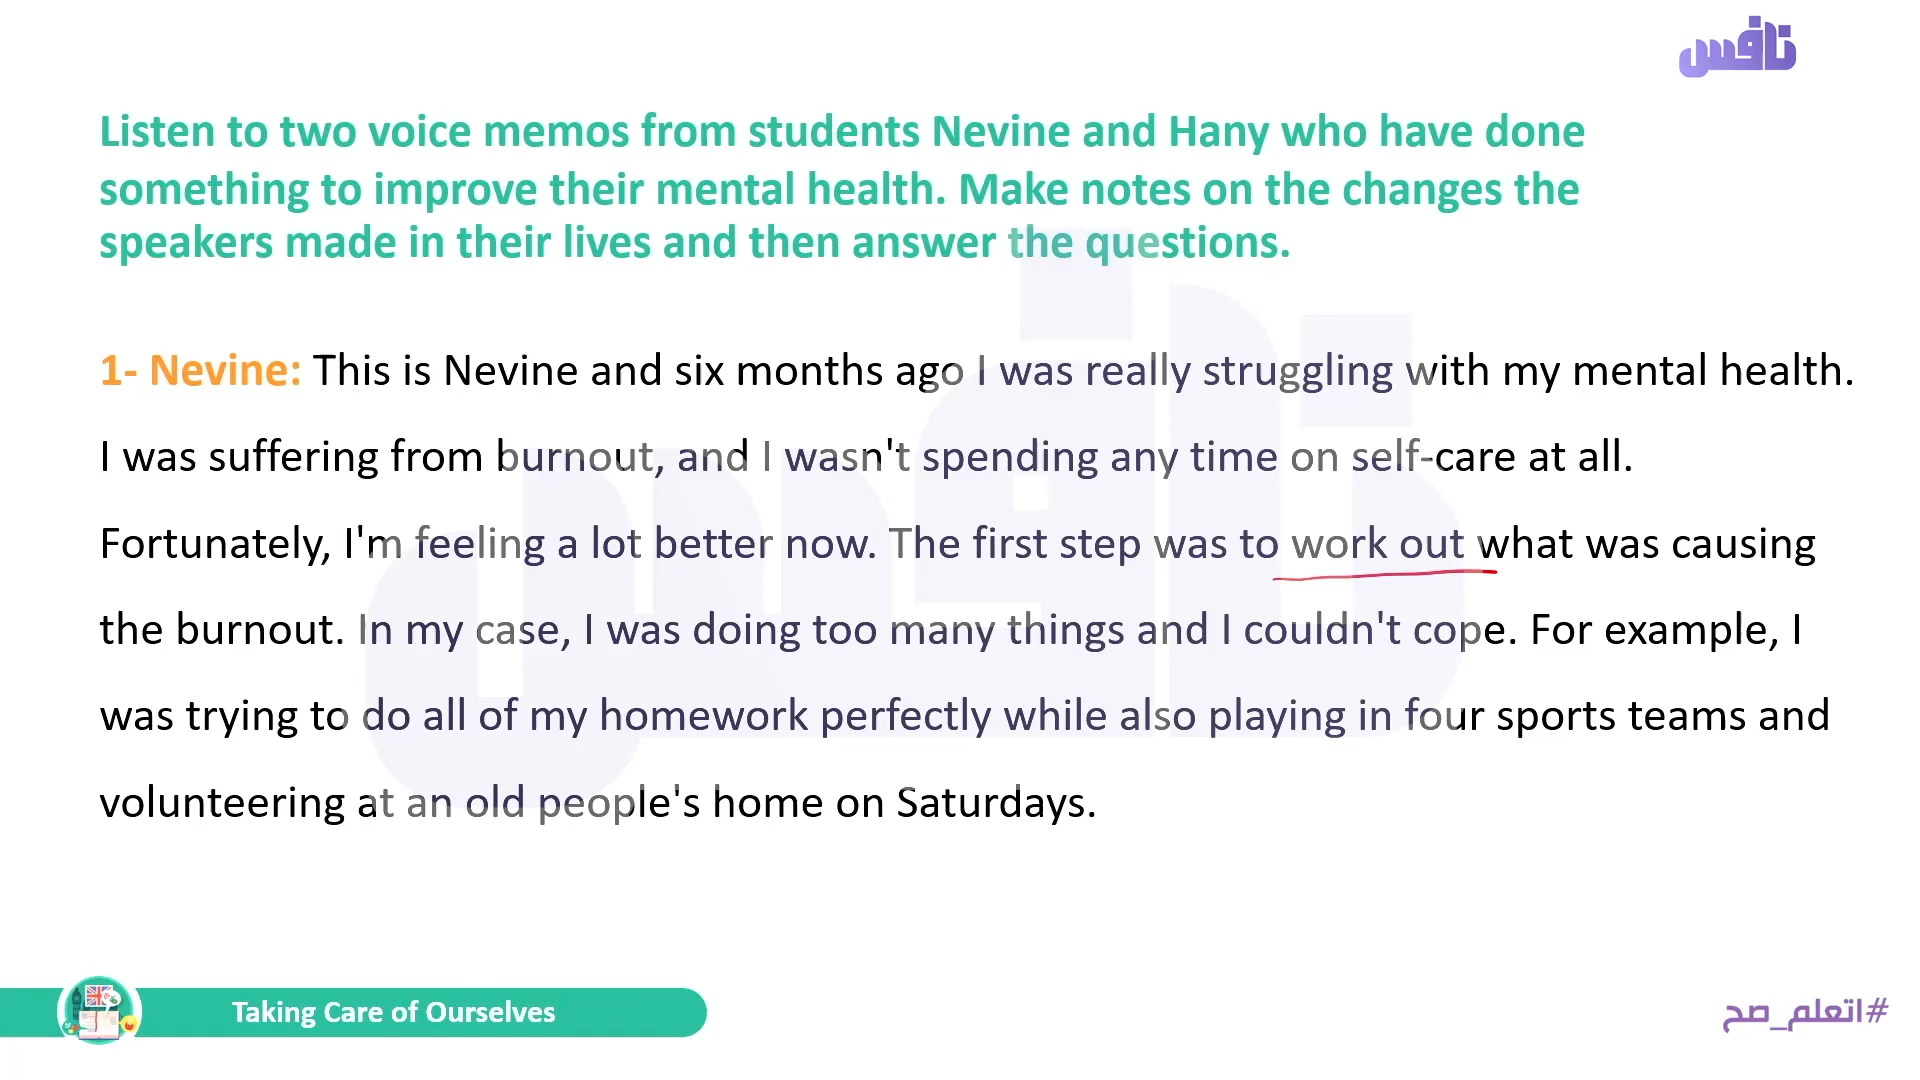 نافس
Listen to two voice memos from students Nevine and Hany who have done
something to improve their mental health. Make notes on the changes the
speakers made in their lives and then answer the questions.
1- Nevine: This is Nevine and six months ago I was really struggling with my mental health.
I was suffering from burnout, and I wasn't spending any time on self-care at all.
Fortunately, I'm feeling a lot better now. The first step was to work out what was causing
the burnout. In my case, I was doing too many things and I couldn't cope. For example, I
was trying to do all of my homework perfectly while also playing in four sports teams and
volunteering at an old people's home on Saturdays.
Taking Care of Ourselves
#اتعلم_صح